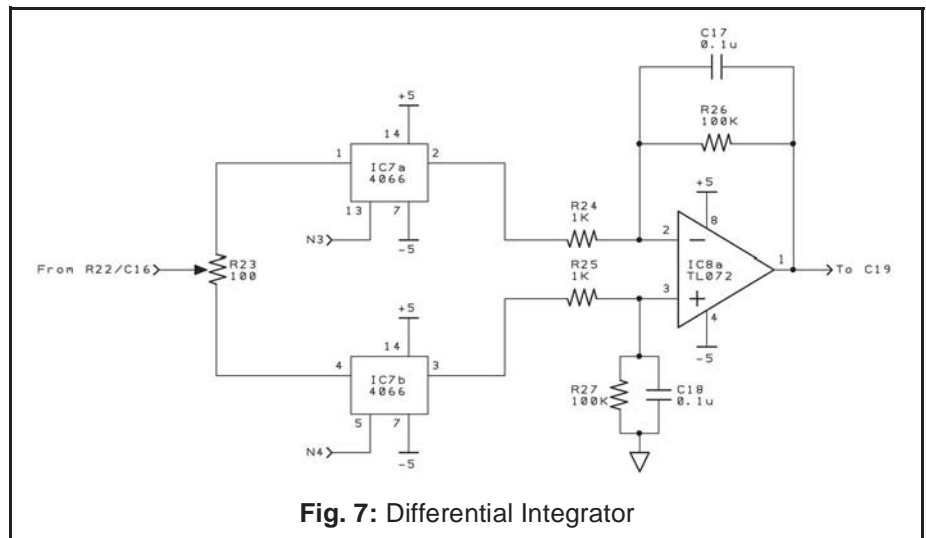 C17
0.1u
R26
100K
+5
14
1
2
IC7a
4066
13
7
N3
-5
R24
1K
+5
8
2
From R22/C16
R23
100
IC8a
TL072
1
To C19
R25
1K
3
+5
4
14
-5
4
3
IC7b
4066
5
7
N4
-5
R27
100K
C18
0.1u
Fig. 7: Differential Integrator